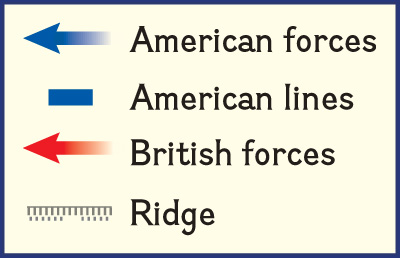 American forces
American lines
British forces
Ridge